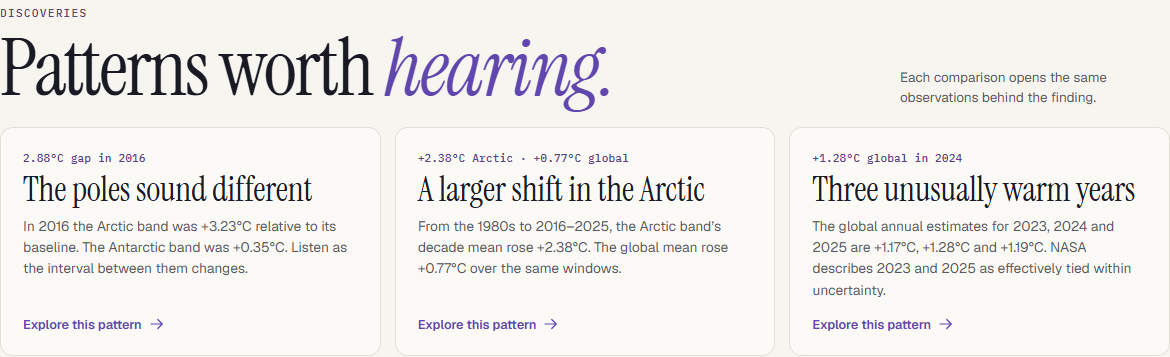 DISCOVERIES
Patterns worth hearing.
Each comparison opens the same
observations behind the finding.
2.88°C gap in 2016
The poles sound different
In 2016 the Arctic band was +3.23°C relative to its
baseline. The Antarctic band was +0.35°C. Listen as
the interval between them changes.
Explore this pattern →
+2.38°C Arctic · +0.77°C global
A larger shift in the Arctic
From the 1980s to 2016–2025, the Arctic band’s
decade mean rose +2.38°C. The global mean rose
+0.77°C over the same windows.
Explore this pattern →
+1.28°C global in 2024
Three unusually warm years
The global annual estimates for 2023, 2024 and
2025 are +1.17°C, +1.28°C and +1.19°C. NASA
describes 2023 and 2025 as effectively tied within
uncertainty.
Explore this pattern →